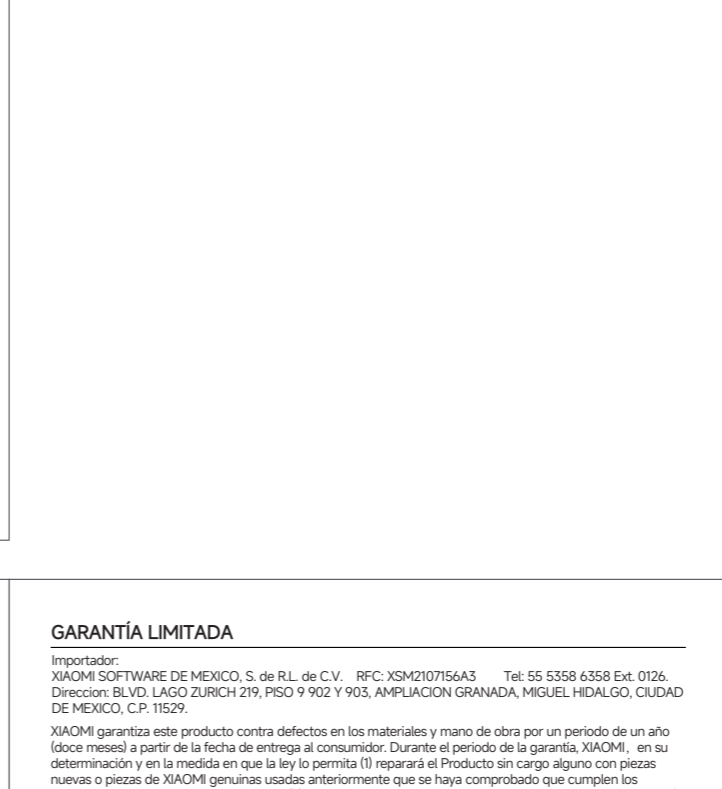 GARANTÍA LIMITADA
Importador:
XIAOMI SOFTWARE DE MEXICO, S. de R.L. de C.V. RFC: XSM2107156A3 Tel: 55 5358 6358 Ext. 0126.
Direccion: BLVD. LAGO ZURICH 219, PISO 9 902 Y 903, AMPLIACION GRANADA, MIGUEL HIDALGO, CIUDAD
DE MEXICO, C.P. 11529.
XIAOMI garantiza este producto contra defectos en los materiales y mano de obra por un periodo de un año
(doce meses) a partir de la fecha de entrega al consumidor. Durante el periodo de la garantía, XIAOMI, en su
determinación y en la medida en que la ley lo permita (1) reparará el Producto sin cargo alguno con piezas
nuevas o piezas de XIAOMI genuinas usadas anteriormente que se haya comprobado que cumplen los